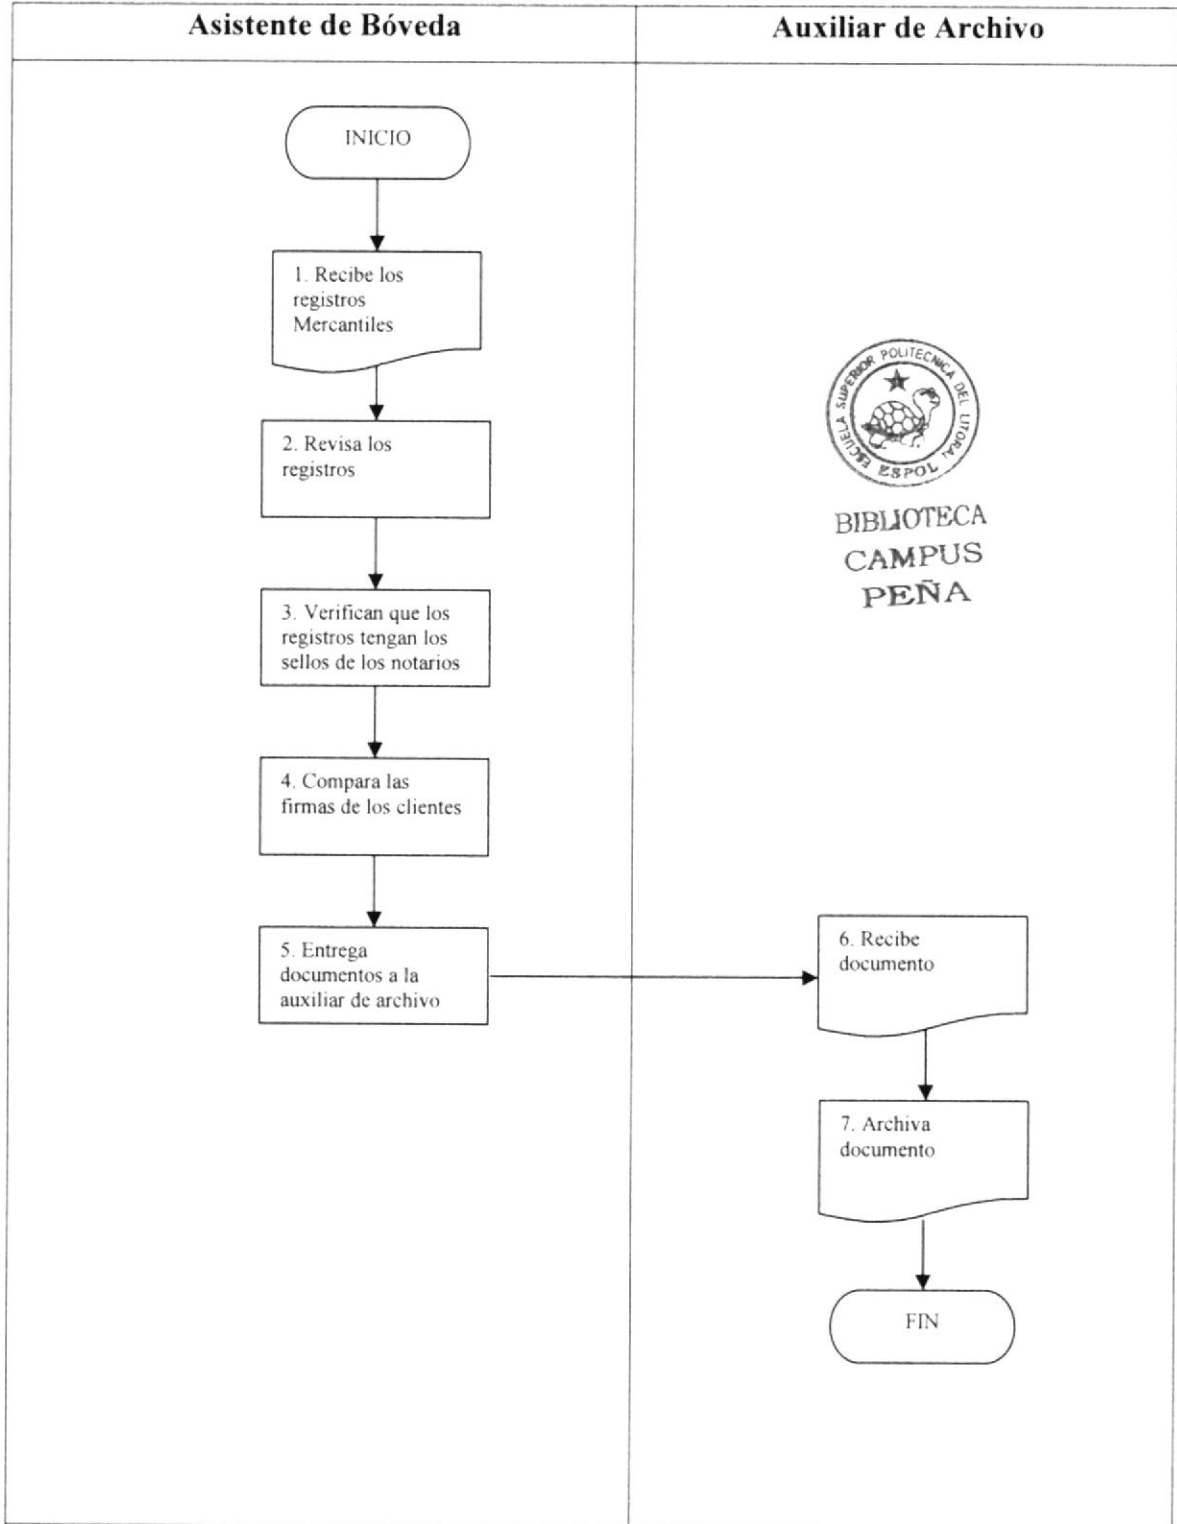 Asistente de Bóveda
Auxiliar de Archivo
INICIO
1. Recibe los
registros
Mercantiles
2. Revisa los
registros
3. Verifican que los
registros tengan los
sellos de los notarios
4. Compara las
firmas de los clientes
5. Entrega
documentos a la
auxiliar de archivo
ESCUELA SUPERIOR POLITECNICA DEL LITORAL
ESPOL
BIBLIOTECA
CAMPUS
PEÑA
6. Recibe
documento
7. Archiva
documento
FIN